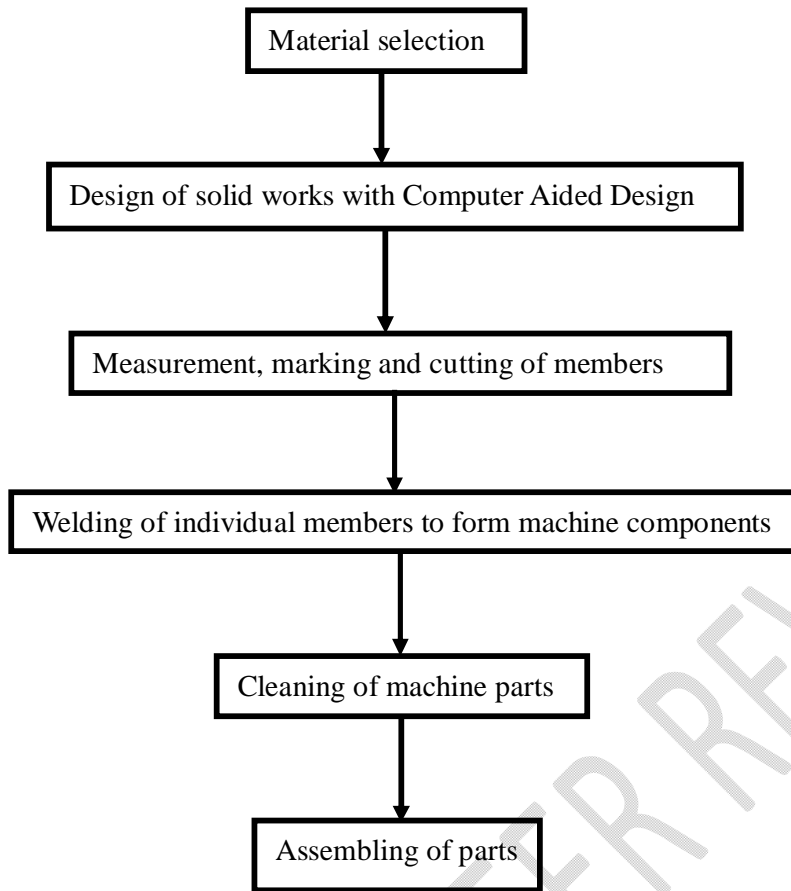 Material selection
Design of solid works with Computer Aided Design
Measurement, marking and cutting of members
Welding of individual members to form machine components
Cleaning of machine parts
Assembling of parts